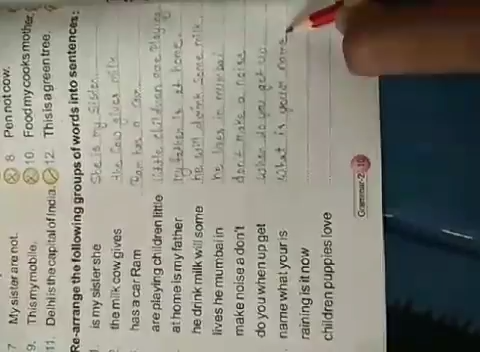 7 My sister are not.
8 Pen not cow.
9. This my mobile.
10. Food my cooks mother.
11. Delhi is the capital of India.
12. This is a green tree.
Re-arrange the following groups of words into sentences:
is my sister she She is my Sister
the milk cow gives the cow gives milk
has a car Ram Ram has a Car
are playing children little little children are playing
at home is my father my father is at home.
he drink milk will some he will drink some milk.
lives he mumbai in he lives in mumbai
make noise a don't don't make a noise
do you when up get when do you get up
name what your is what is your name
raining is it now
children puppies love
Grammar-2